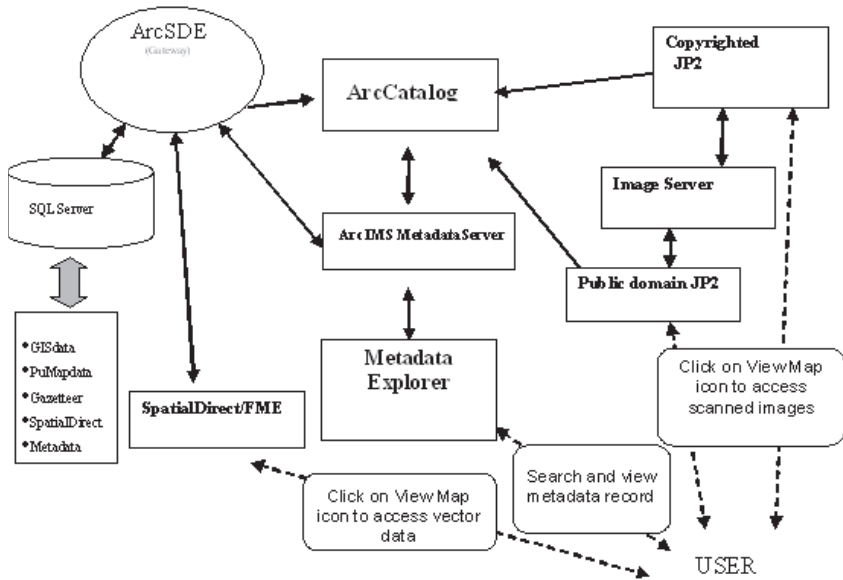 ArcSDE
(Gateway)
ArcCatalog
Copyrighted
JP2
SQL Server
Image Server
ArcIMS MetadataServer
Public domain JP2
•GISdata
•PuMapdata
•Gazetteer
•SpatialDirect
•Metadata
Metadata
Explorer
SpatialDirect/FME
Click on ViewMap
icon to access
scanned images
Click on ViewMap
icon to access vector
data
Search and view
metadata record
USER